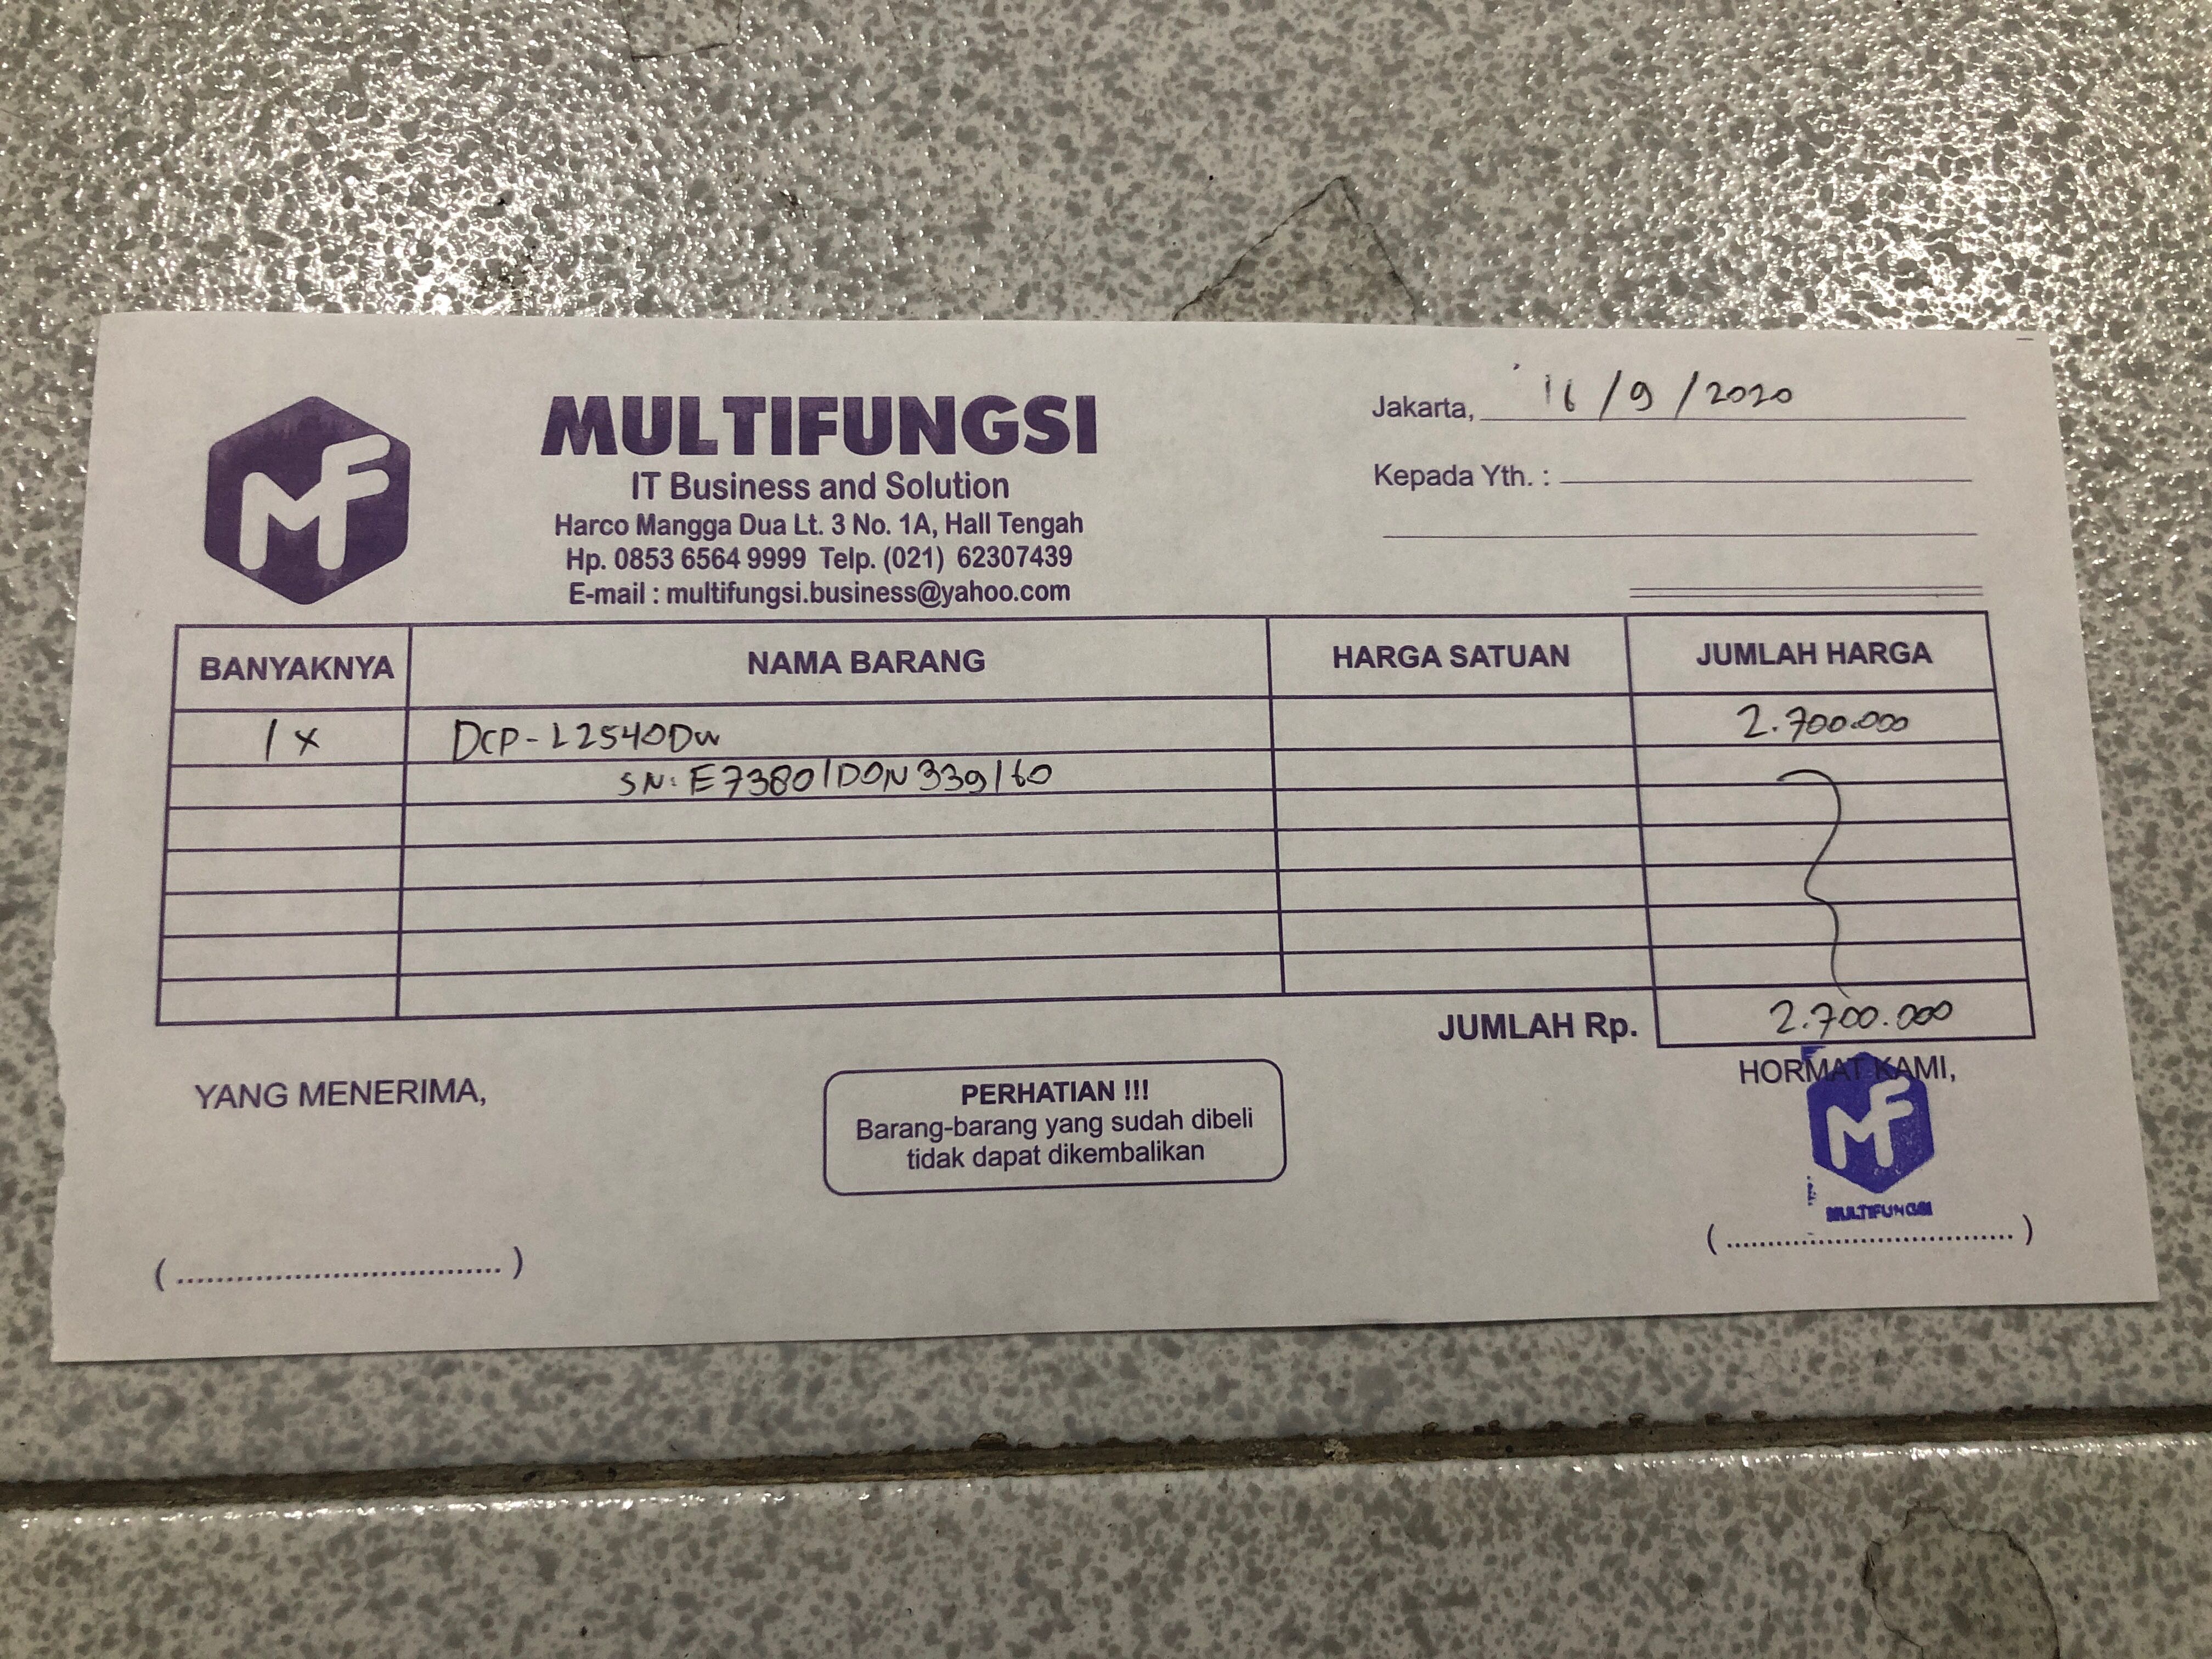 MF
MULTIFUNGSI
IT Business and Solution
Harco Mangga Dua Lt. 3 No. 1A, Hall Tengah
Hp. 0853 6564 9999 Telp. (021) 62307439
E-mail : multifungsi.business@yahoo.com
Jakarta, 16/9/2020
Kepada Yth. :
BANYAKNYA NAMA BARANG HARGA SATUAN JUMLAH HARGA
1x DCP-L2540DW 2.700.000
SN: E73801D0N339160
JUMLAH Rp. 2.700.000
YANG MENERIMA,
PERHATIAN !!!
Barang-barang yang sudah dibeli
tidak dapat dikembalikan
HORMAT KAMI,
MF
MULTIFUNGSI
(................................)
(................................)